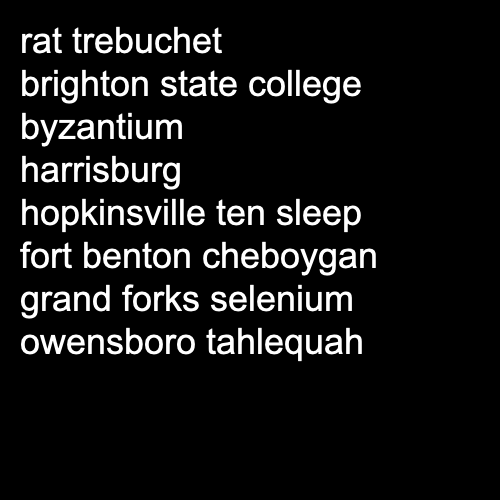 rat trebuchet
brighton state college
byzantium
harrisburg
hopkinsville ten sleep
fort benton cheboygan
grand forks selenium
owensboro tahlequah